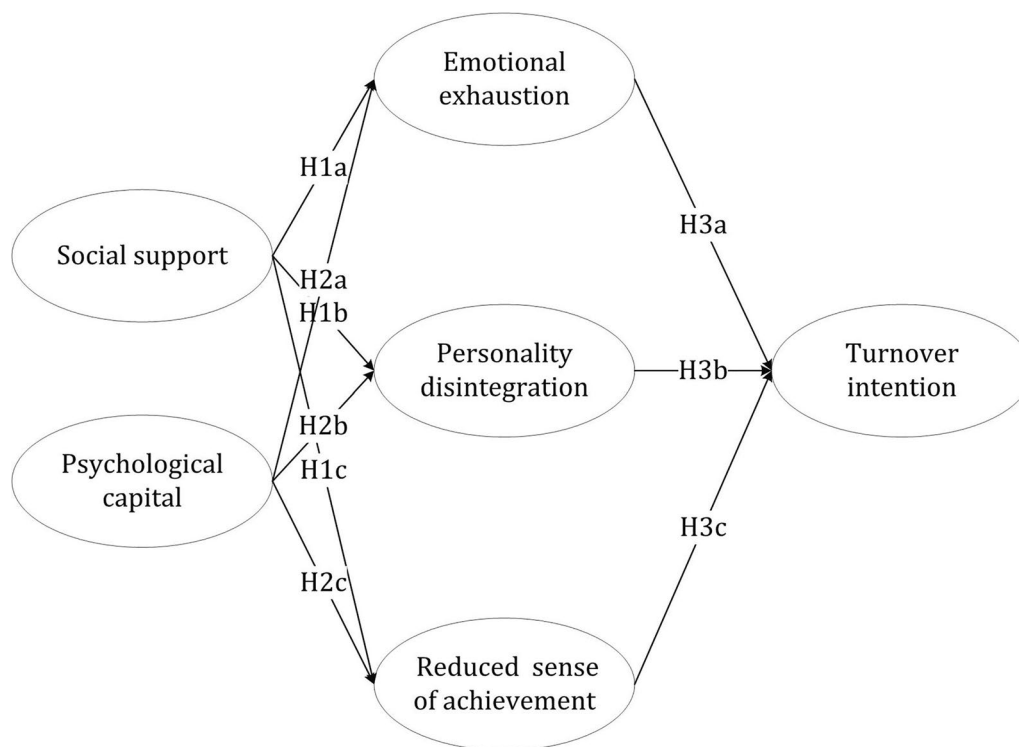 Emotional
exhaustion
H1a
H3a
Social support
H2a
H1b
Personality
disintegration
H3b
Turnover
intention
H2b
Psychological
capital
H1c
H3c
H2c
Reduced sense
of achievement